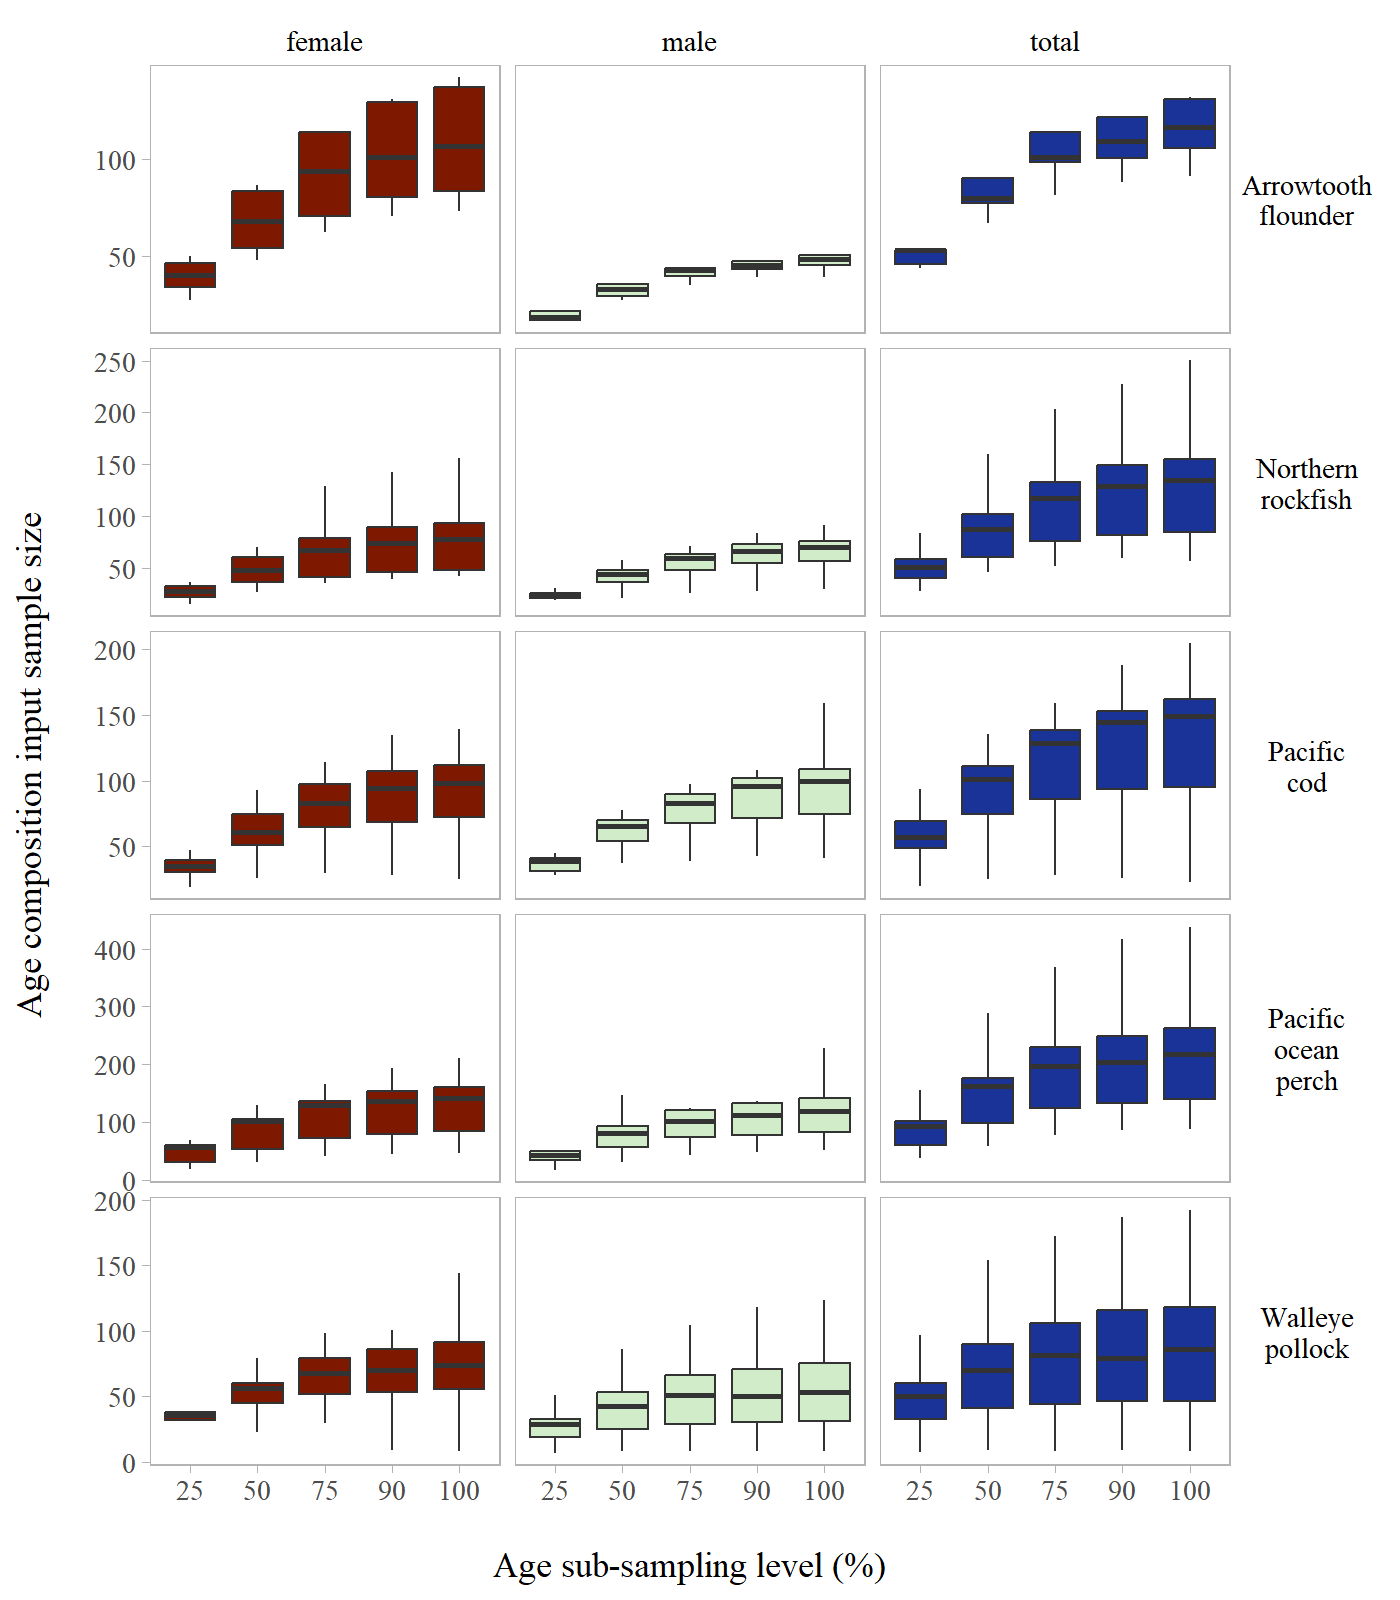 female male total
100
50
Arrowtooth
flounder
250
200
150
100
50
Northern
rockfish
200
150
100
50
Pacific
cod
400
300
200
100
0
Pacific
ocean
perch
200
150
100
50
0
Walleye
pollock
Age composition input sample size
25 50 75 90 100 25 50 75 90 100 25 50 75 90 100
Age sub-sampling level (%)